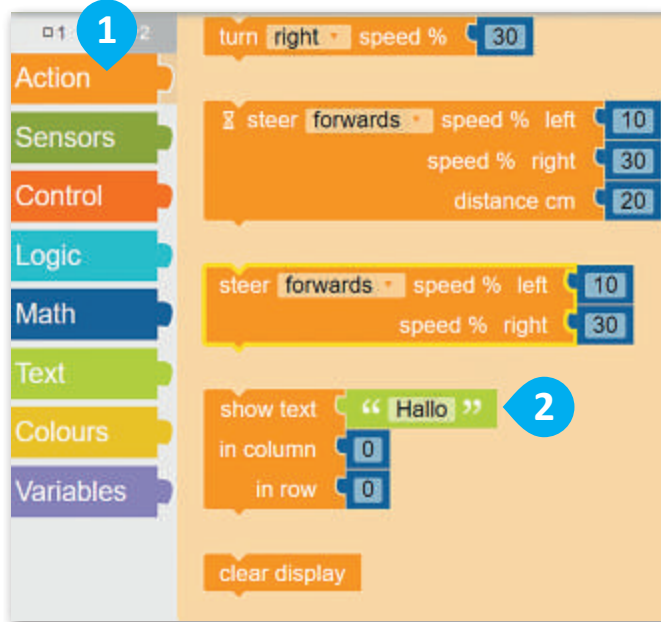 1 1 2
Action
Sensors
Control
Logic
Math
Text
Colours
Variables
turn right speed % 30
steer forwards speed % left 10
speed % right 30
distance cm 20
steer forwards speed % left 10
speed % right 30
show text “ Hallo ” 2
in column 0
in row 0
clear display